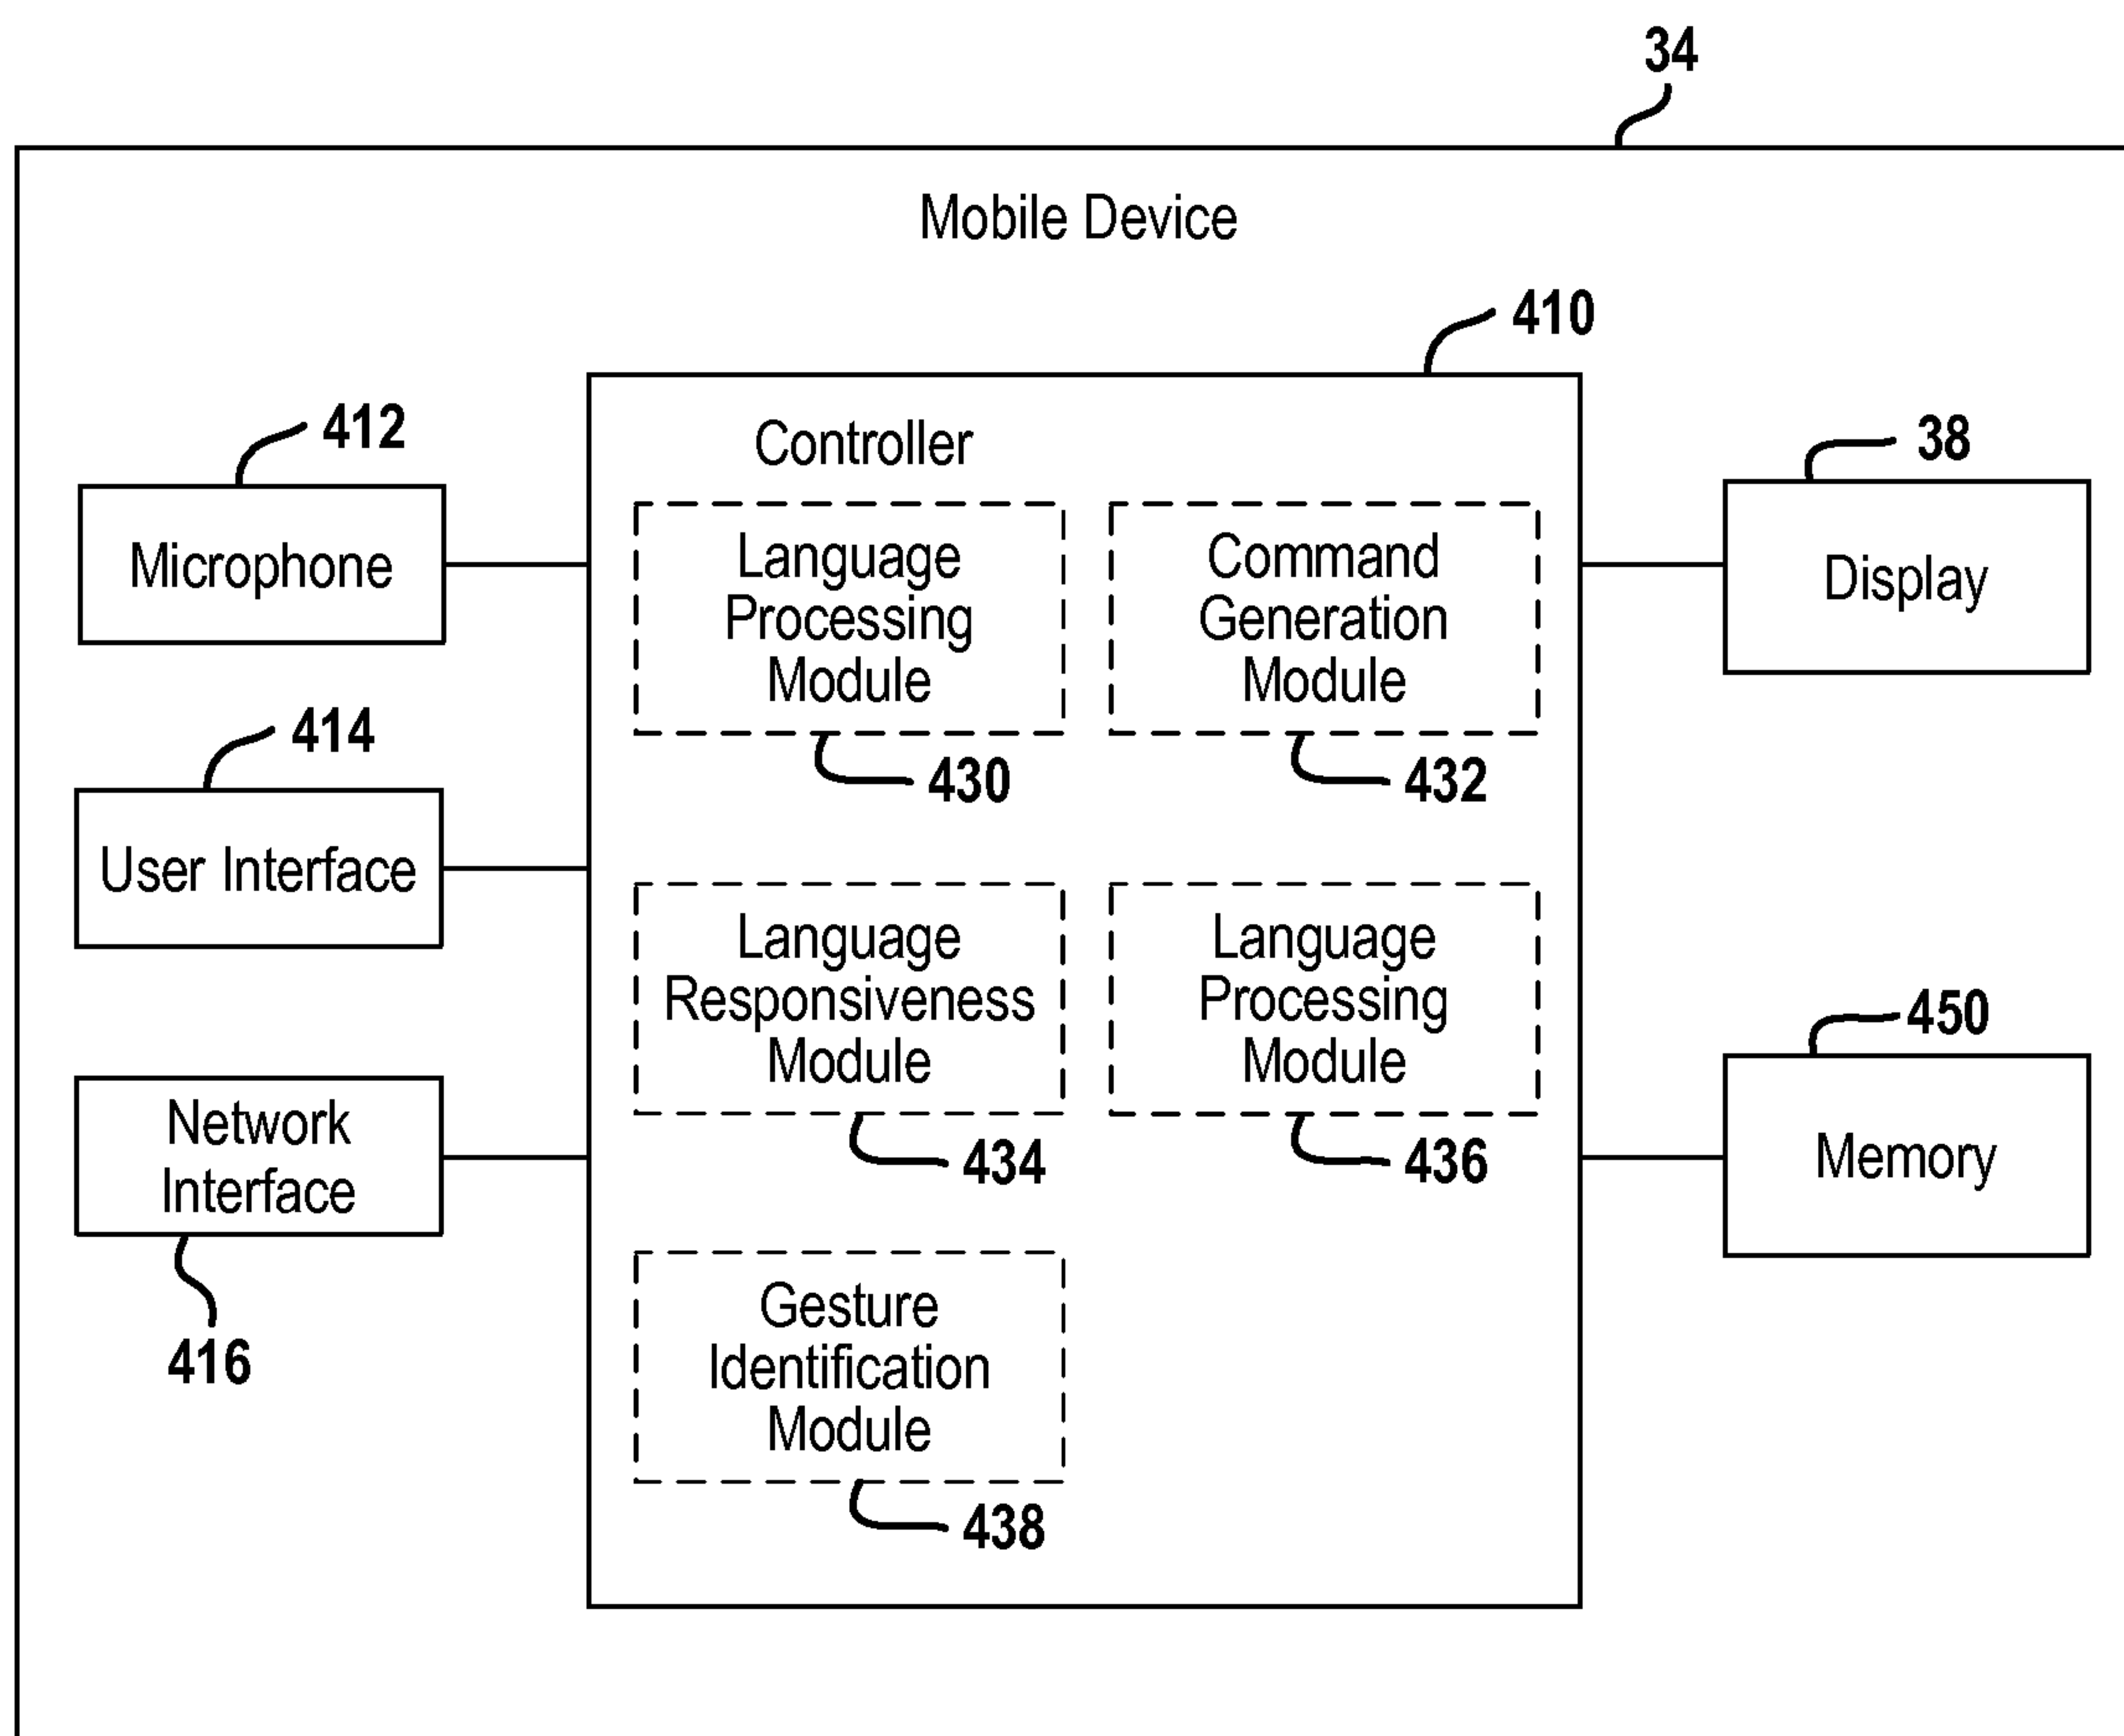 34
Mobile Device
410
Controller
412
Microphone
Language
Processing
Module
430
Command
Generation
Module
432
38
Display
414
User Interface
Language
Responsiveness
Module
434
Language
Processing
Module
436
450
Memory
Network
Interface
416
Gesture
Identification
Module
438